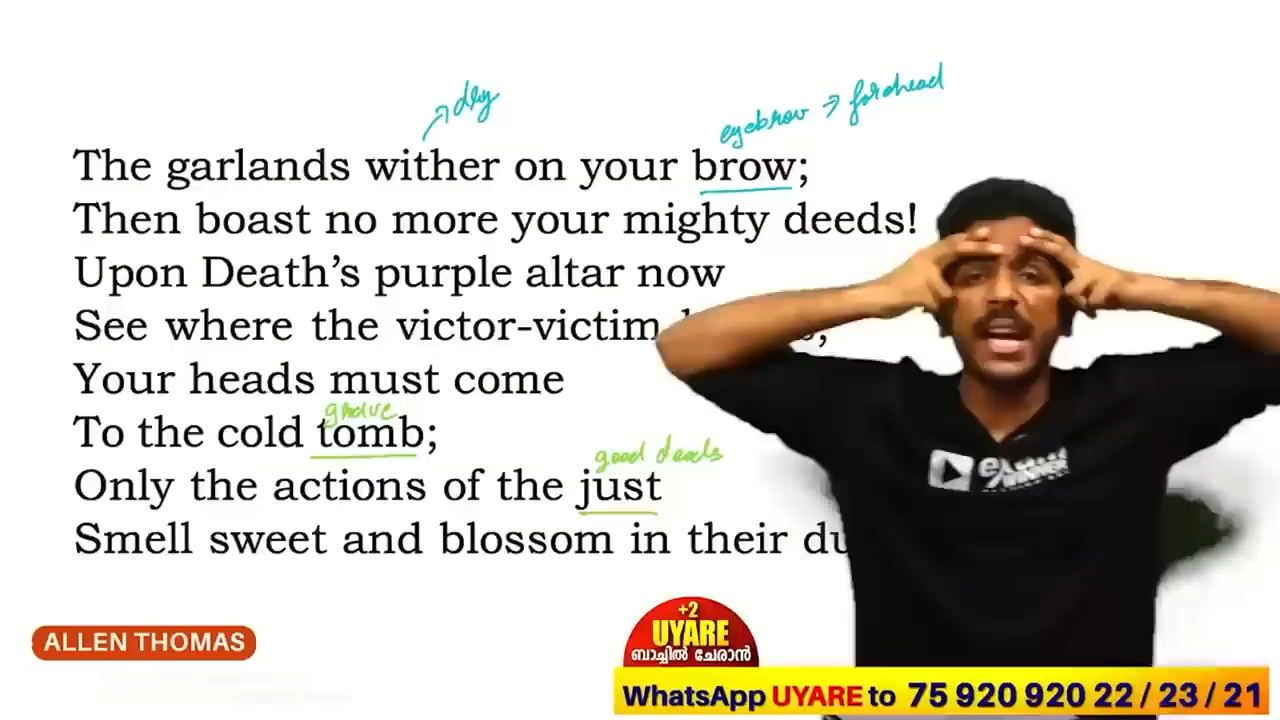 dry
eyebrow → forehead
The garlands wither on your brow;
Then boast no more your mighty deeds!
Upon Death’s purple altar now
See where the victor-victim
Your heads must come
grave
To the cold tomb;
good deeds
Only the actions of the just
Smell sweet and blossom in their du
ALLEN THOMAS
+2
UYARE
ബാച്ചിൽ ചേരാൻ
WhatsApp UYARE to 75 920 920 22 / 23 / 21